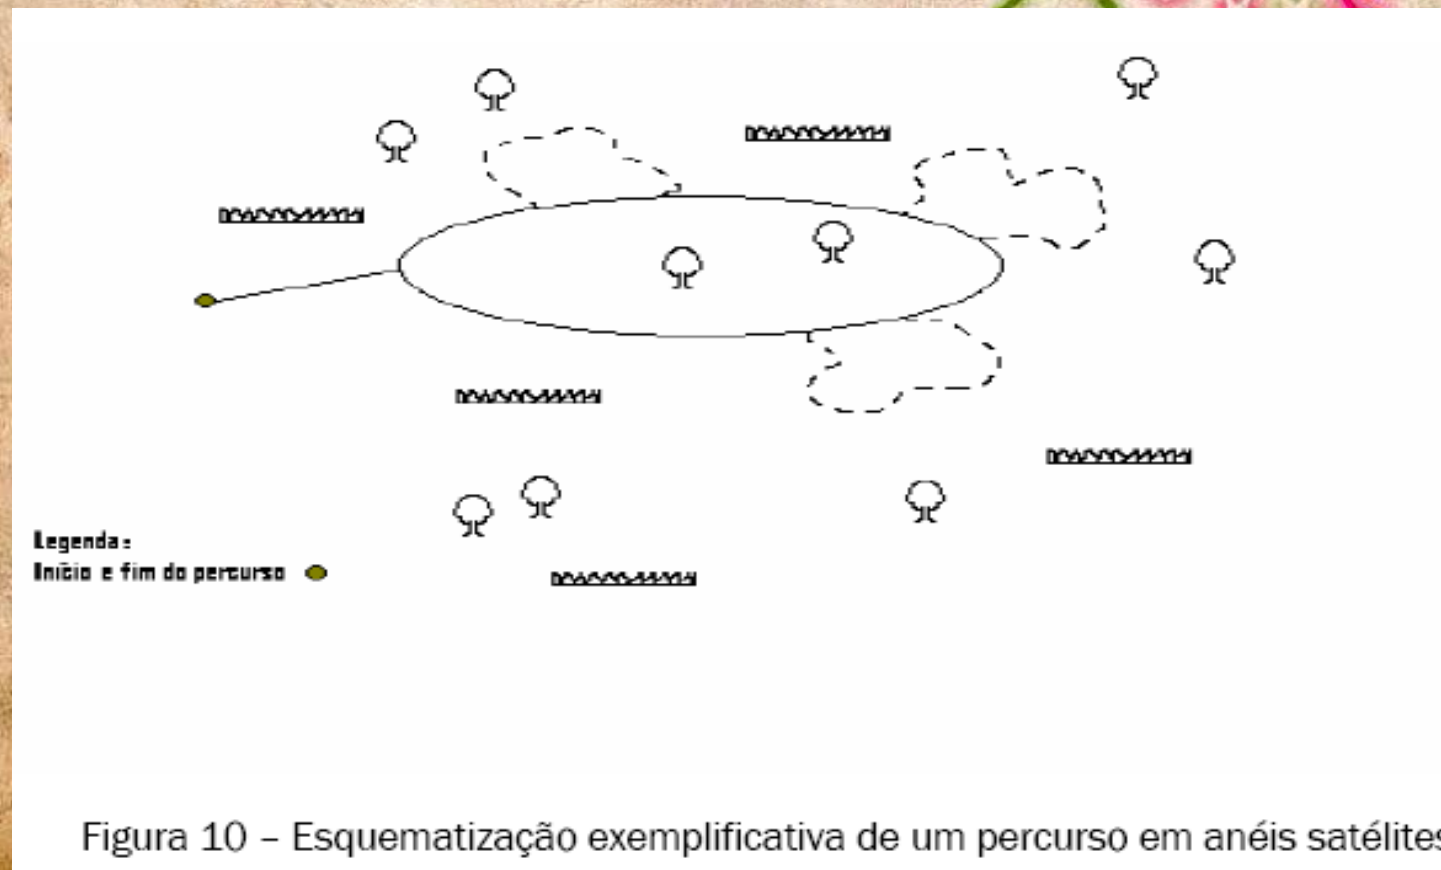 Legenda:
Início e fim do percurso
Figura 10 – Esquematização exemplificativa de um percurso em anéis satélites